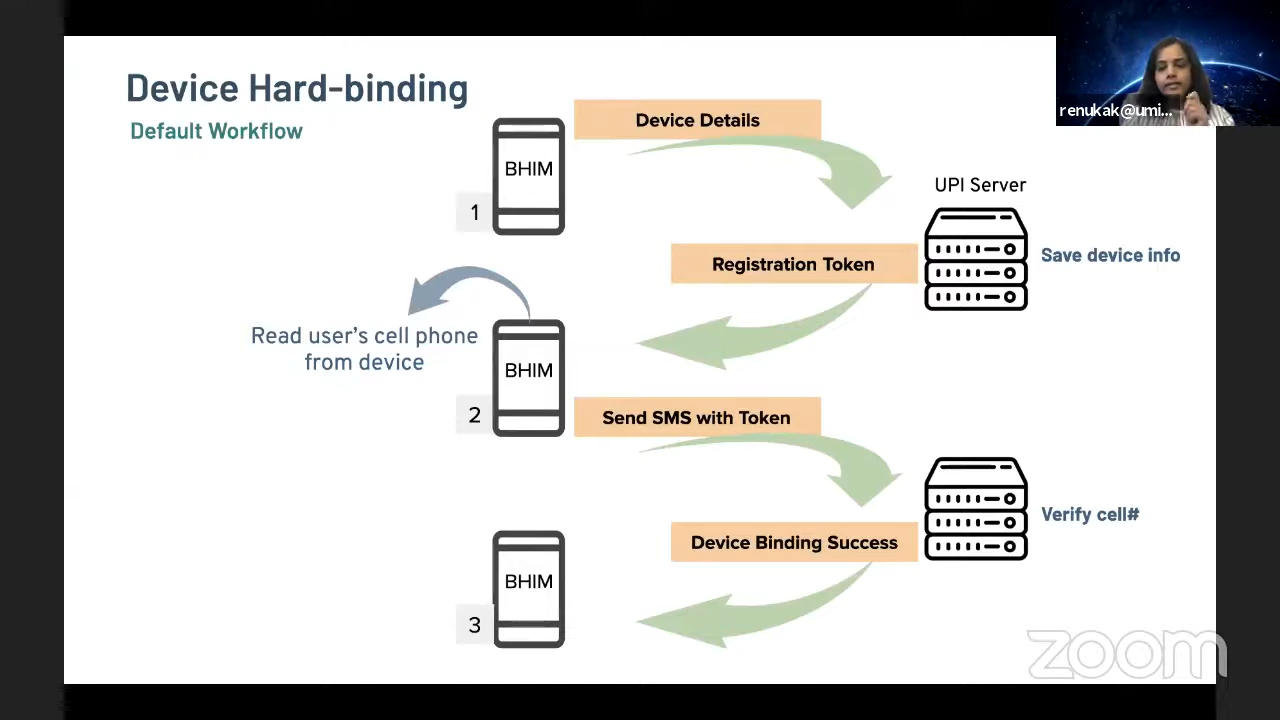 Device Hard-binding
Default Workflow
Device Details
BHIM
1
UPI Server
Save device info
Registration Token
Read user's cell phone
from device
BHIM
2
Send SMS with Token
Verify cell#
Device Binding Success
BHIM
3
renukak@umi...
zoom